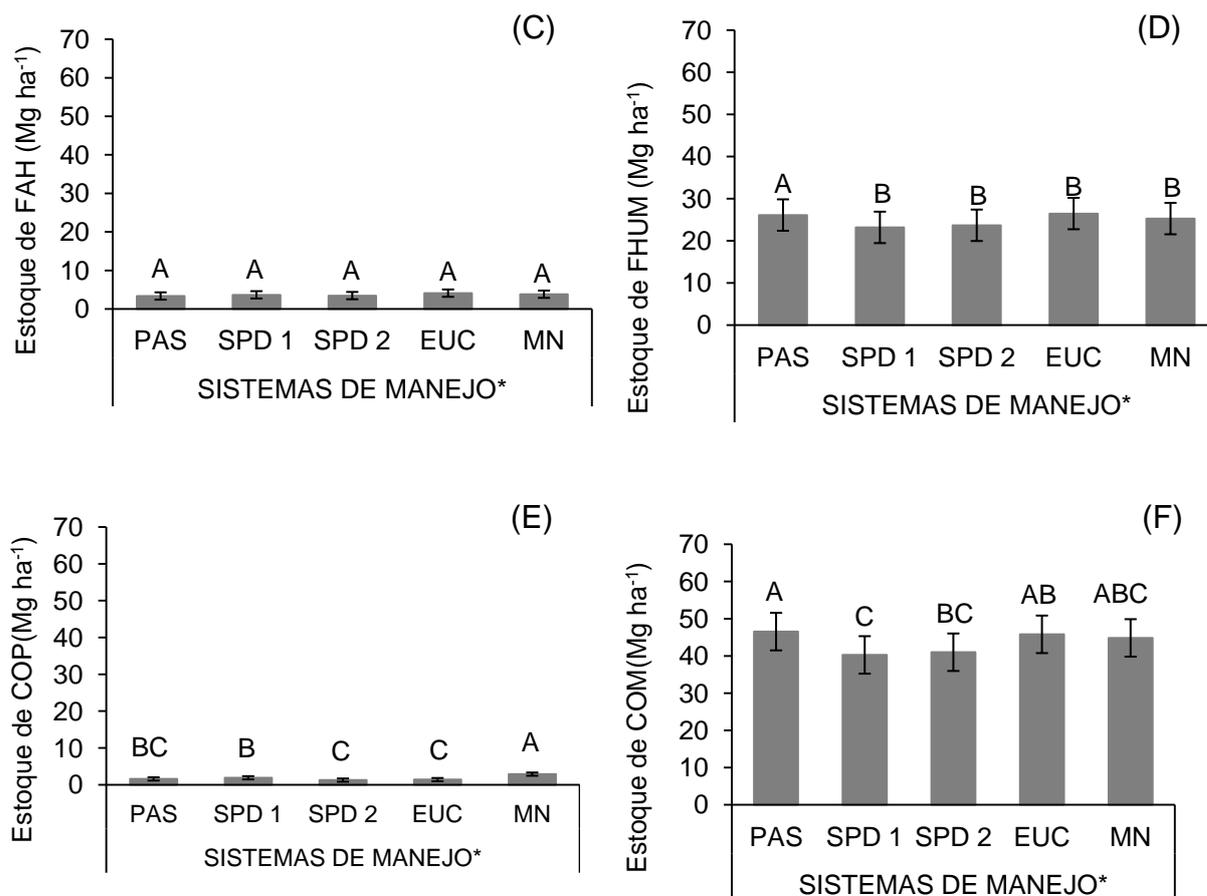 (C)
Estoque de FAH (Mg ha-1)
70
60
50
40
30
20
10
0
A A A A A
PAS SPD 1 SPD 2 EUC MN
SISTEMAS DE MANEJO*
(D)
Estoque de FHUM (Mg ha-1)
70
60
50
40
30
20
10
0
A B B B B
PAS SPD 1 SPD 2 EUC MN
SISTEMAS DE MANEJO*
(E)
Estoque de COP(Mg ha-1)
70
60
50
40
30
20
10
0
BC B C C A
PAS SPD 1 SPD 2 EUC MN
SISTEMAS DE MANEJO*
(F)
Estoque de COM(Mg ha-1)
70
60
50
40
30
20
10
0
A C BC AB ABC
PAS SPD 1 SPD 2 EUC MN
SISTEMAS DE MANEJO*